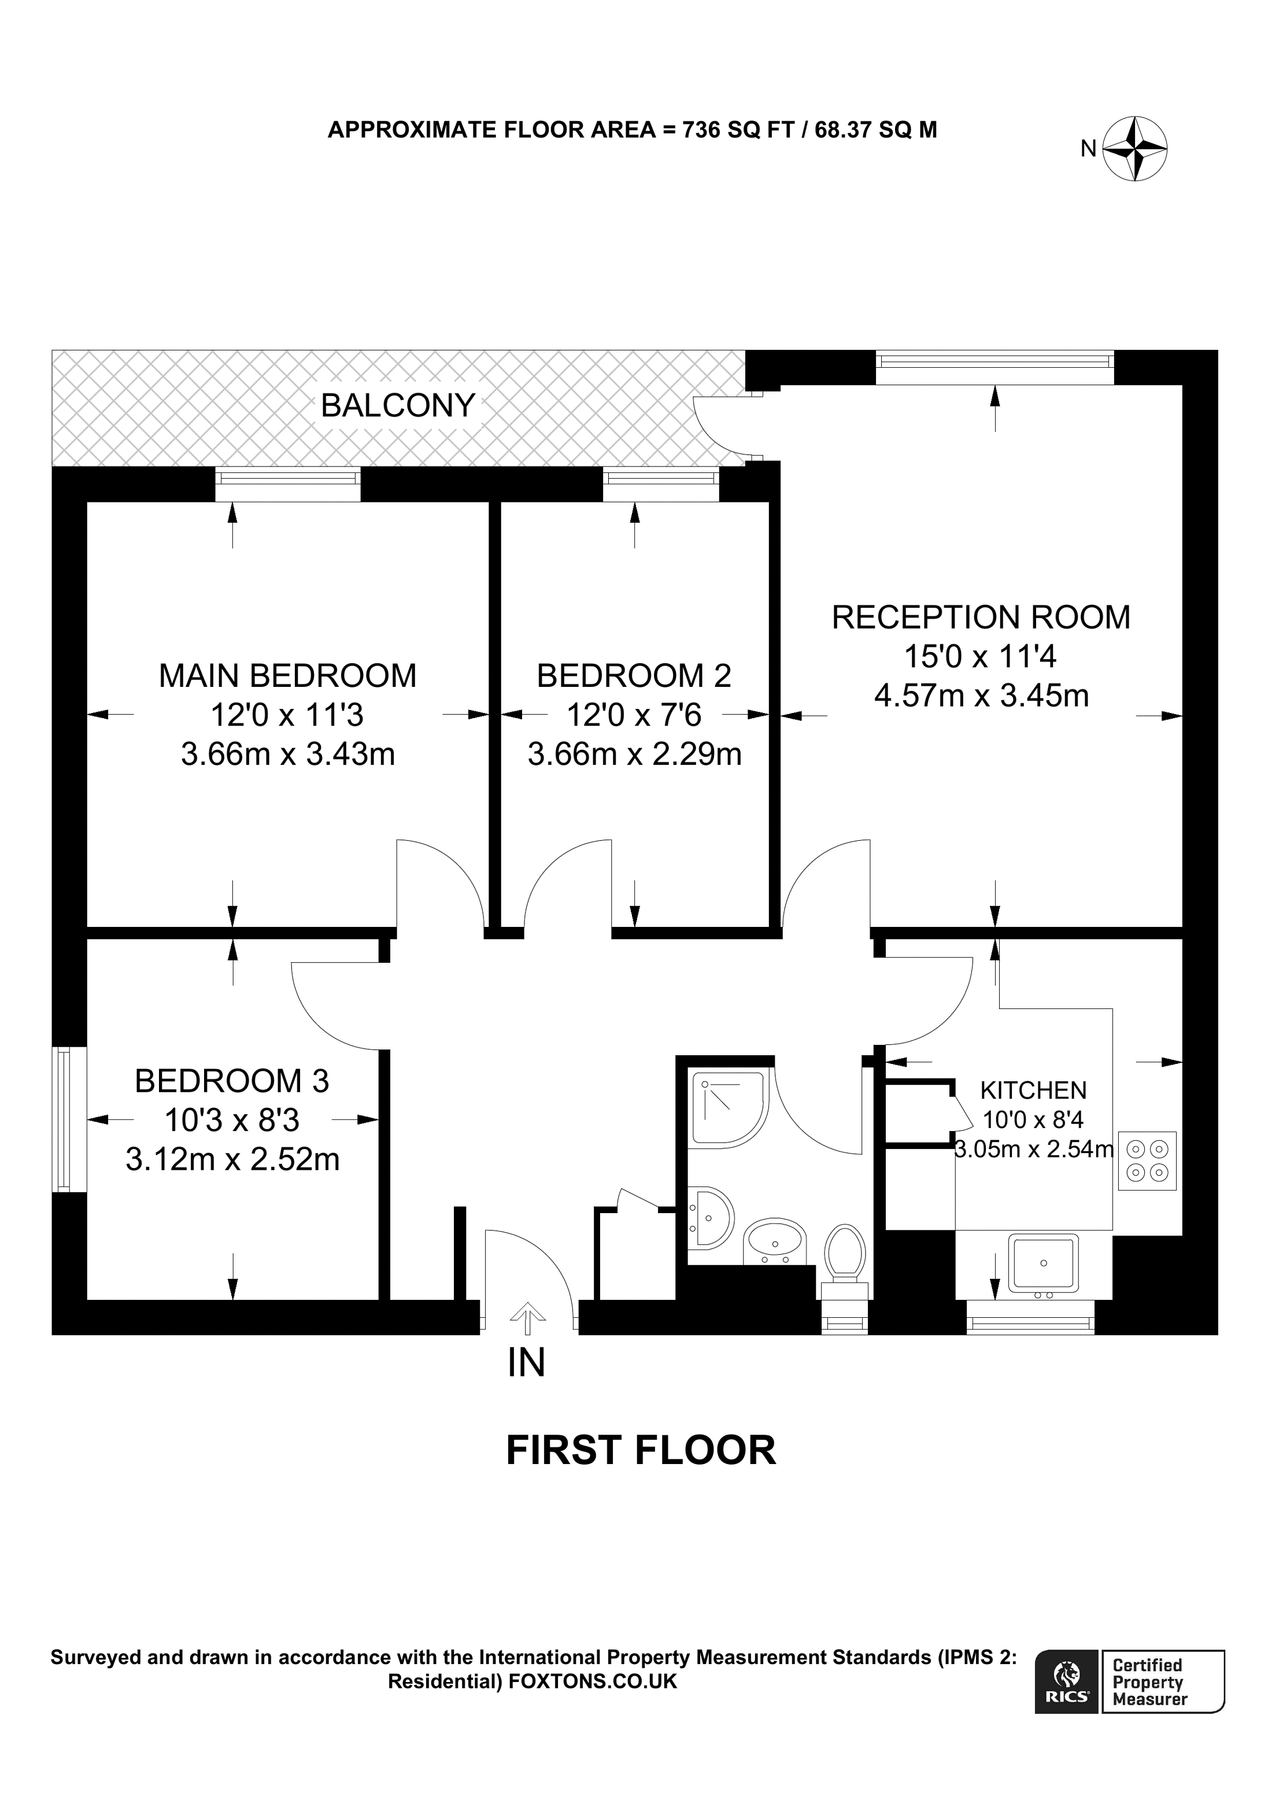 APPROXIMATE FLOOR AREA = 736 SQ FT / 68.37 SQ M
N
BALCONY
RECEPTION ROOM
15'0 x 11'4
4.57m x 3.45m
MAIN BEDROOM
12'0 x 11'3
3.66m x 3.43m
BEDROOM 2
12'0 x 7'6
3.66m x 2.29m
BEDROOM 3
10'3 x 8'3
3.12m x 2.52m
KITCHEN
10'0 x 8'4
3.05m x 2.54m
IN
FIRST FLOOR
Surveyed and drawn in accordance with the International Property Measurement Standards (IPMS 2:
Residential) FOXTONS.CO.UK
RICS
Certified
Property
Measurer